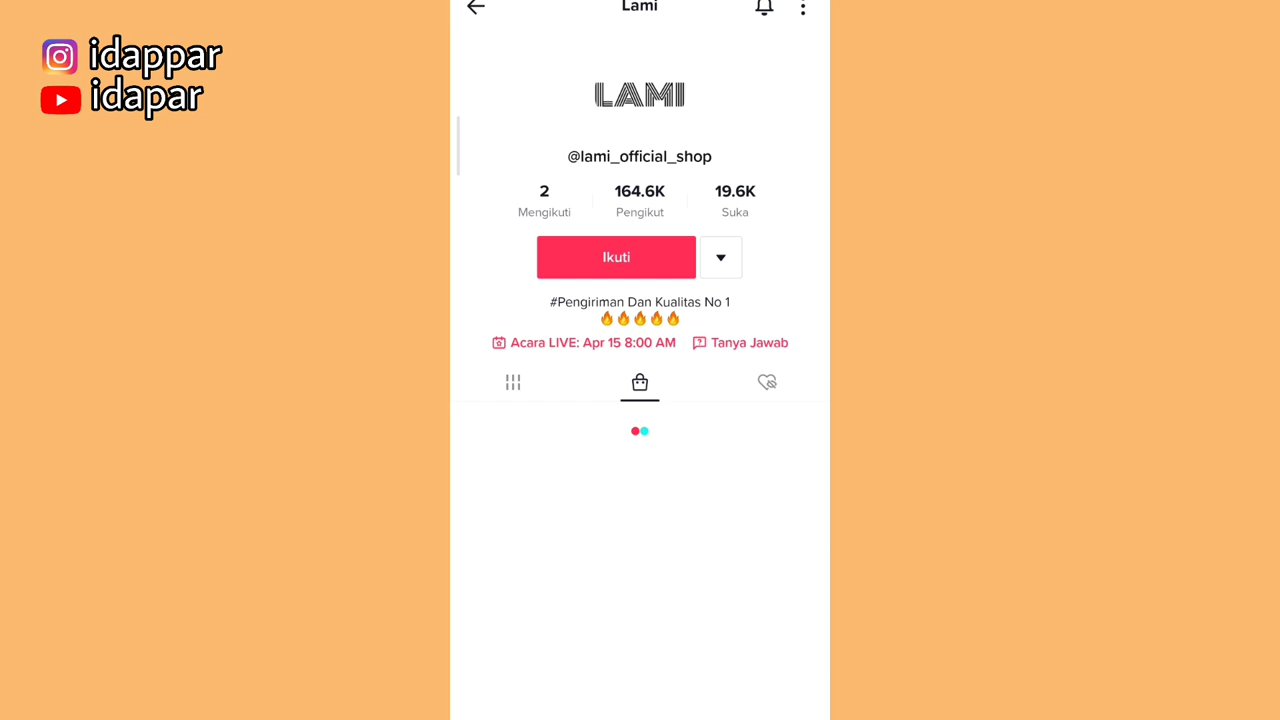 idappar
idapar
Lami
LAMI
@lami_official_shop
2 164.6K 19.6K
Mengikuti Pengikut Suka
Ikuti
#Pengiriman Dan Kualitas No 1
🔥🔥🔥🔥🔥
Acara LIVE: Apr 15 8:00 AM Tanya Jawab